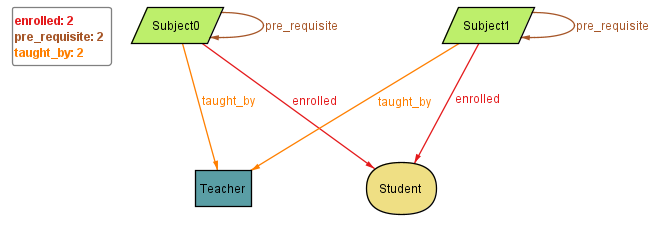 enrolled: 2
pre_requisite: 2
taught_by: 2
Subject0
pre_requisite
Subject1
pre_requisite
taught_by
enrolled
taught_by
enrolled
Teacher
Student